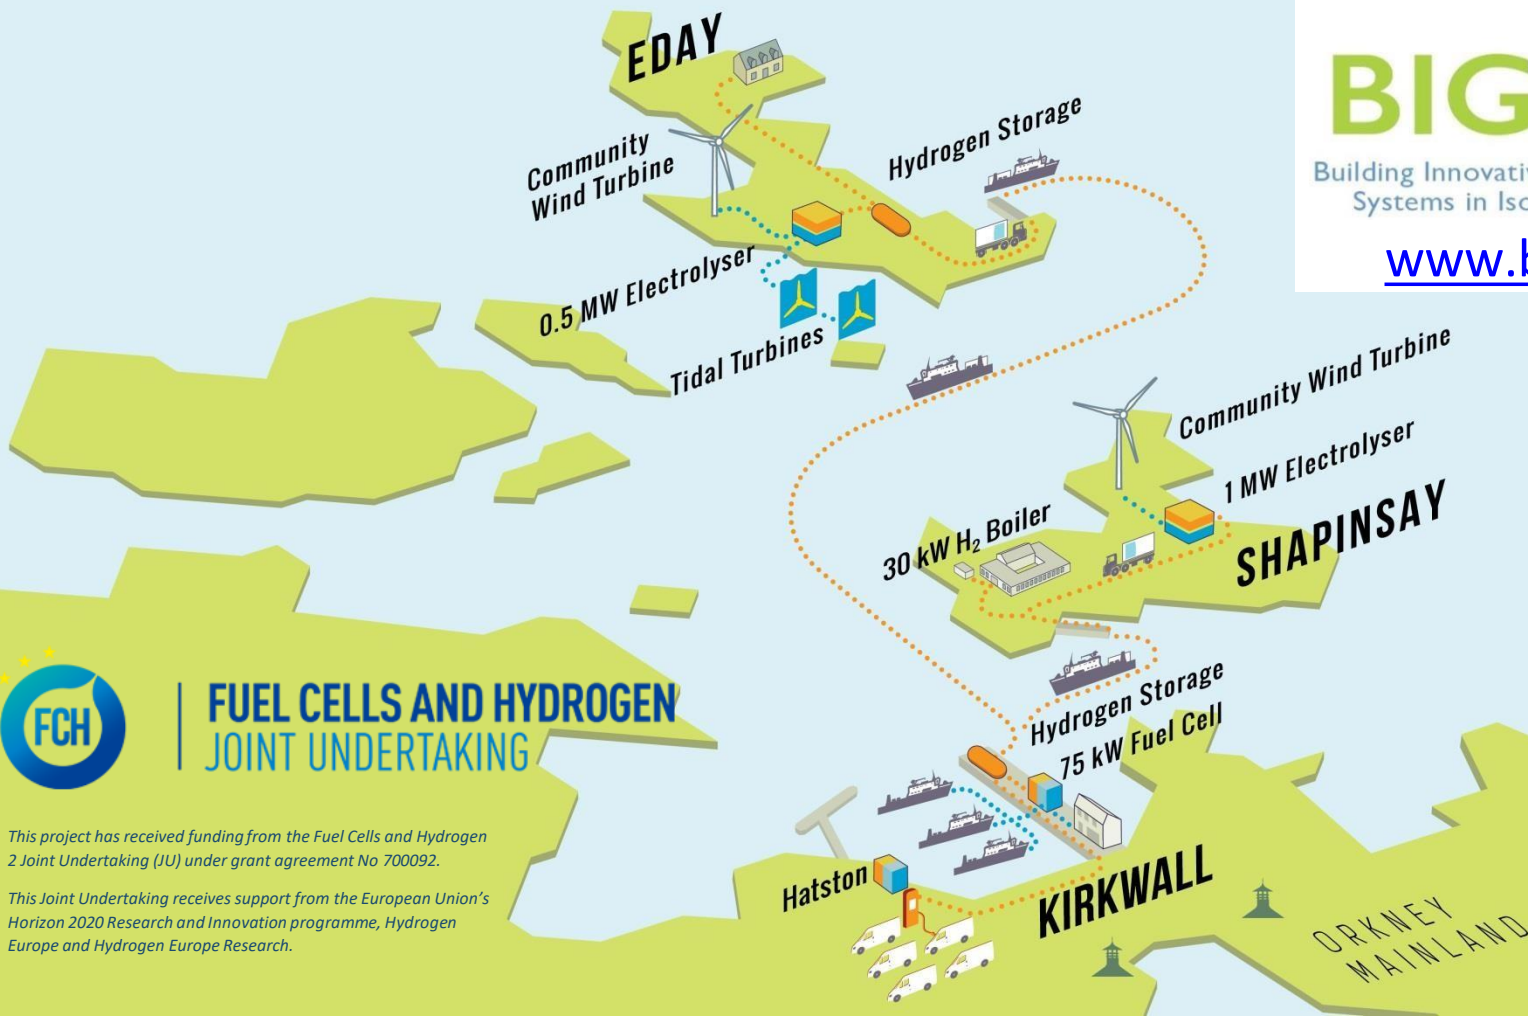 EDAY
Community
Wind Turbine
Hydrogen Storage
0.5 MW Electrolyser
Tidal Turbines
BIG
Building Innovativ
Systems in Iso
www.b
Community Wind Turbine
1 MW Electrolyser
30 kW H₂ Boiler
SHAPINSAY
Hydrogen Storage
75 kW Fuel Cell
Hatston
KIRKWALL
ORKNEY
MAINLAND
FCH
FUEL CELLS AND HYDROGEN
JOINT UNDERTAKING
This project has received funding from the Fuel Cells and Hydrogen
2 Joint Undertaking (JU) under grant agreement No 700092.
This Joint Undertaking receives support from the European Union's
Horizon 2020 Research and Innovation programme, Hydrogen
Europe and Hydrogen Europe Research.